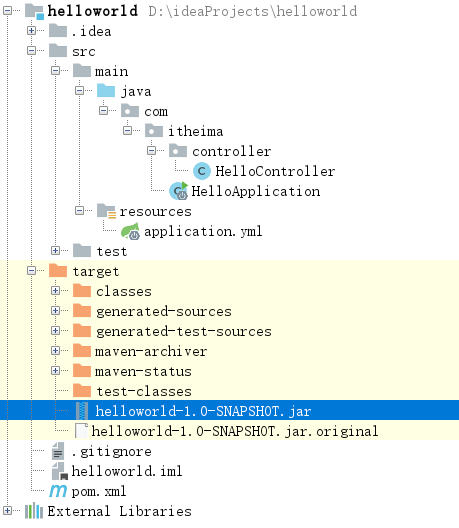 helloworld D:\ideaProjects\helloworld
.idea
src
main
java
com
itheima
controller
HelloController
HelloApplication
resources
application.yml
test
target
classes
generated-sources
generated-test-sources
maven-archiver
maven-status
test-classes
helloworld-1.0-SNAPSHOT.jar
helloworld-1.0-SNAPSHOT.jar.original
.gitignore
helloworld.iml
pom.xml
External Libraries